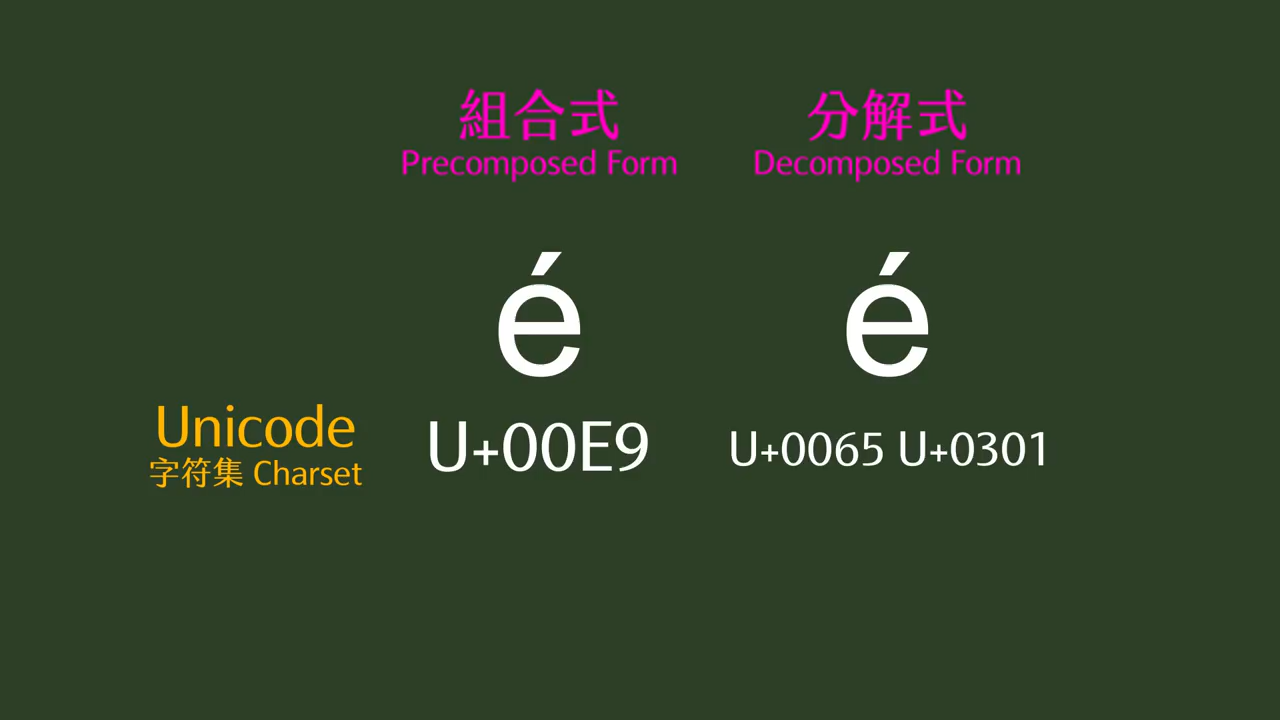 組合式
Precomposed Form
分解式
Decomposed Form
é
é
Unicode
字符集 Charset
U+00E9
U+0065 U+0301